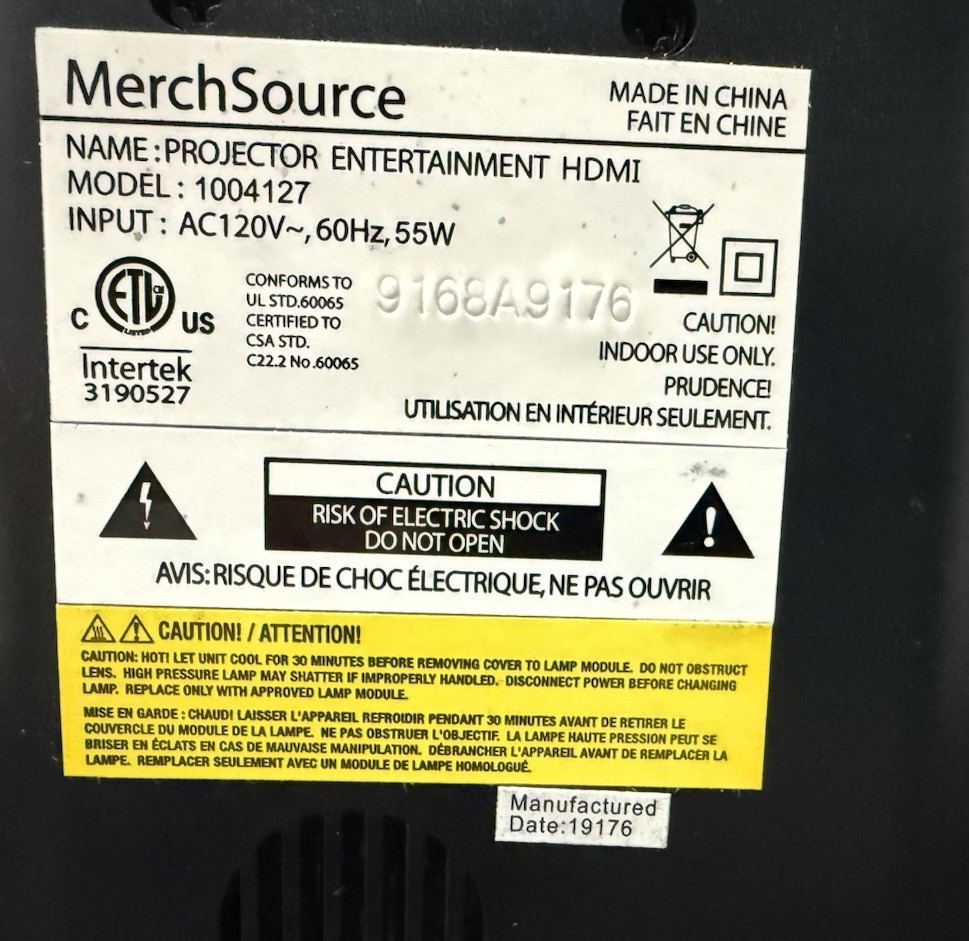 MerchSource
MADE IN CHINA
FAIT EN CHINE
NAME:PROJECTOR ENTERTAINMENT HDMI
MODEL: 1004127
INPUT: AC120V~, 60Hz, 55W
C ETL CM US
LISTED
Intertek
3190527
CONFORMS TO
UL STD.60065
CERTIFIED TO
CSA STD.
C22.2 No.60065
9168A9176
CAUTION!
INDOOR USE ONLY.
PRUDENCE!
UTILISATION EN INTÉRIEUR SEULEMENT.
CAUTION
RISK OF ELECTRIC SHOCK
DO NOT OPEN
AVIS: RISQUE DE CHOC ÉLECTRIQUE, NE PAS OUVRIR
CAUTION! / ATTENTION!
CAUTION: HOT! LET UNIT COOL FOR 30 MINUTES BEFORE REMOVING COVER TO LAMP MODULE. DO NOT OBSTRUCT
LENS. HIGH PRESSURE LAMP MAY SHATTER IF IMPROPERLY HANDLED. DISCONNECT POWER BEFORE CHANGING
LAMP. REPLACE ONLY WITH APPROVED LAMP MODULE.
MISE EN GARDE : CHAUD! LAISSER L'APPAREIL REFROIDIR PENDANT 30 MINUTES AVANT DE RETIRER LE
COUVERCLE DU MODULE DE LA LAMPE. NE PAS OBSTRUER L'OBJECTIF. LA LAMPE HAUTE PRESSION PEUT SE
BRISER EN ÉCLATS EN CAS DE MAUVAISE MANIPULATION. DÉBRANCHER L'APPAREIL AVANT DE REMPLACER LA
LAMPE. REMPLACER SEULEMENT AVEC UN MODULE DE LAMPE HOMOLOGUÉ.
Manufactured
Date:19176